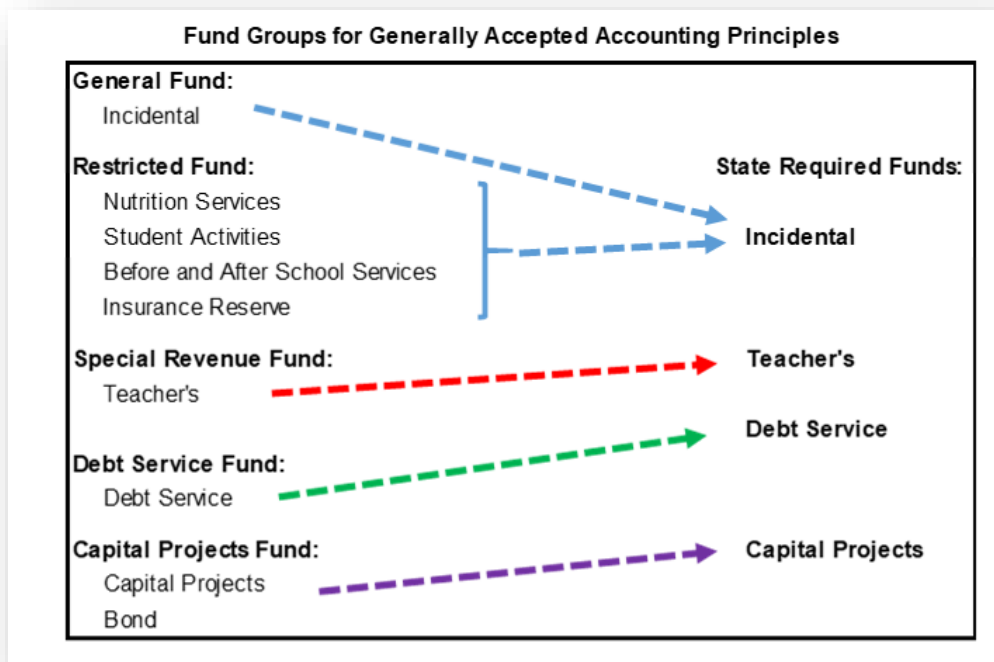 Fund Groups for Generally Accepted Accounting Principles
General Fund:
Incidental
Restricted Fund:
Nutrition Services
Student Activities
Before and After School Services
Insurance Reserve
Special Revenue Fund:
Teacher's
Debt Service Fund:
Debt Service
Capital Projects Fund:
Capital Projects
Bond
State Required Funds:
Incidental
Teacher's
Debt Service
Capital Projects